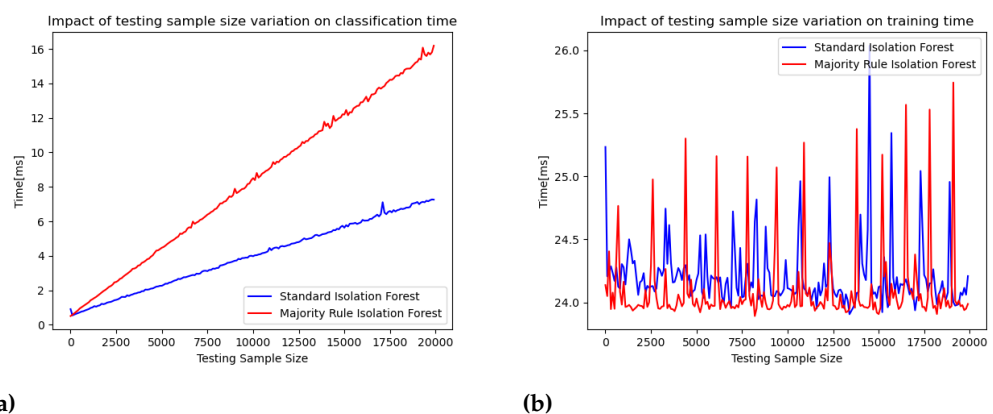 Impact of testing sample size variation on classification time
16
14
12
10
8
6
4
2
0
Time[ms]
0 2500 5000 7500 10000 12500 15000 17500 20000
Testing Sample Size
Standard Isolation Forest
Majority Rule Isolation Forest
a)
Impact of testing sample size variation on training time
26.0
25.5
25.0
24.5
24.0
Time[ms]
0 2500 5000 7500 10000 12500 15000 17500 20000
Testing Sample Size
Standard Isolation Forest
Majority Rule Isolation Forest
(b)